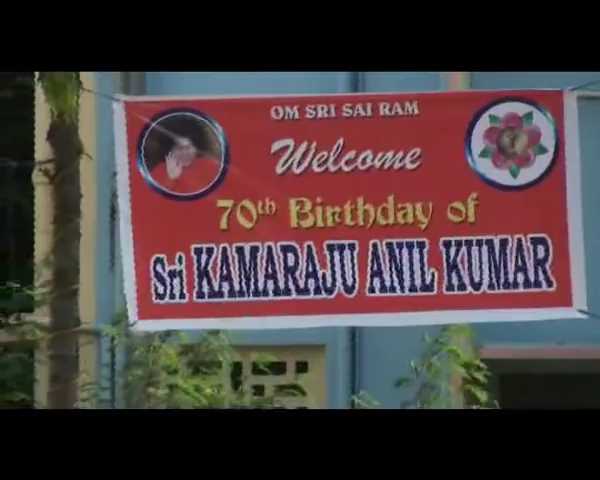 OM SRI SAI RAM
Welcome
70th Birthday of
Sri KAMARAJU ANIL KUMAR